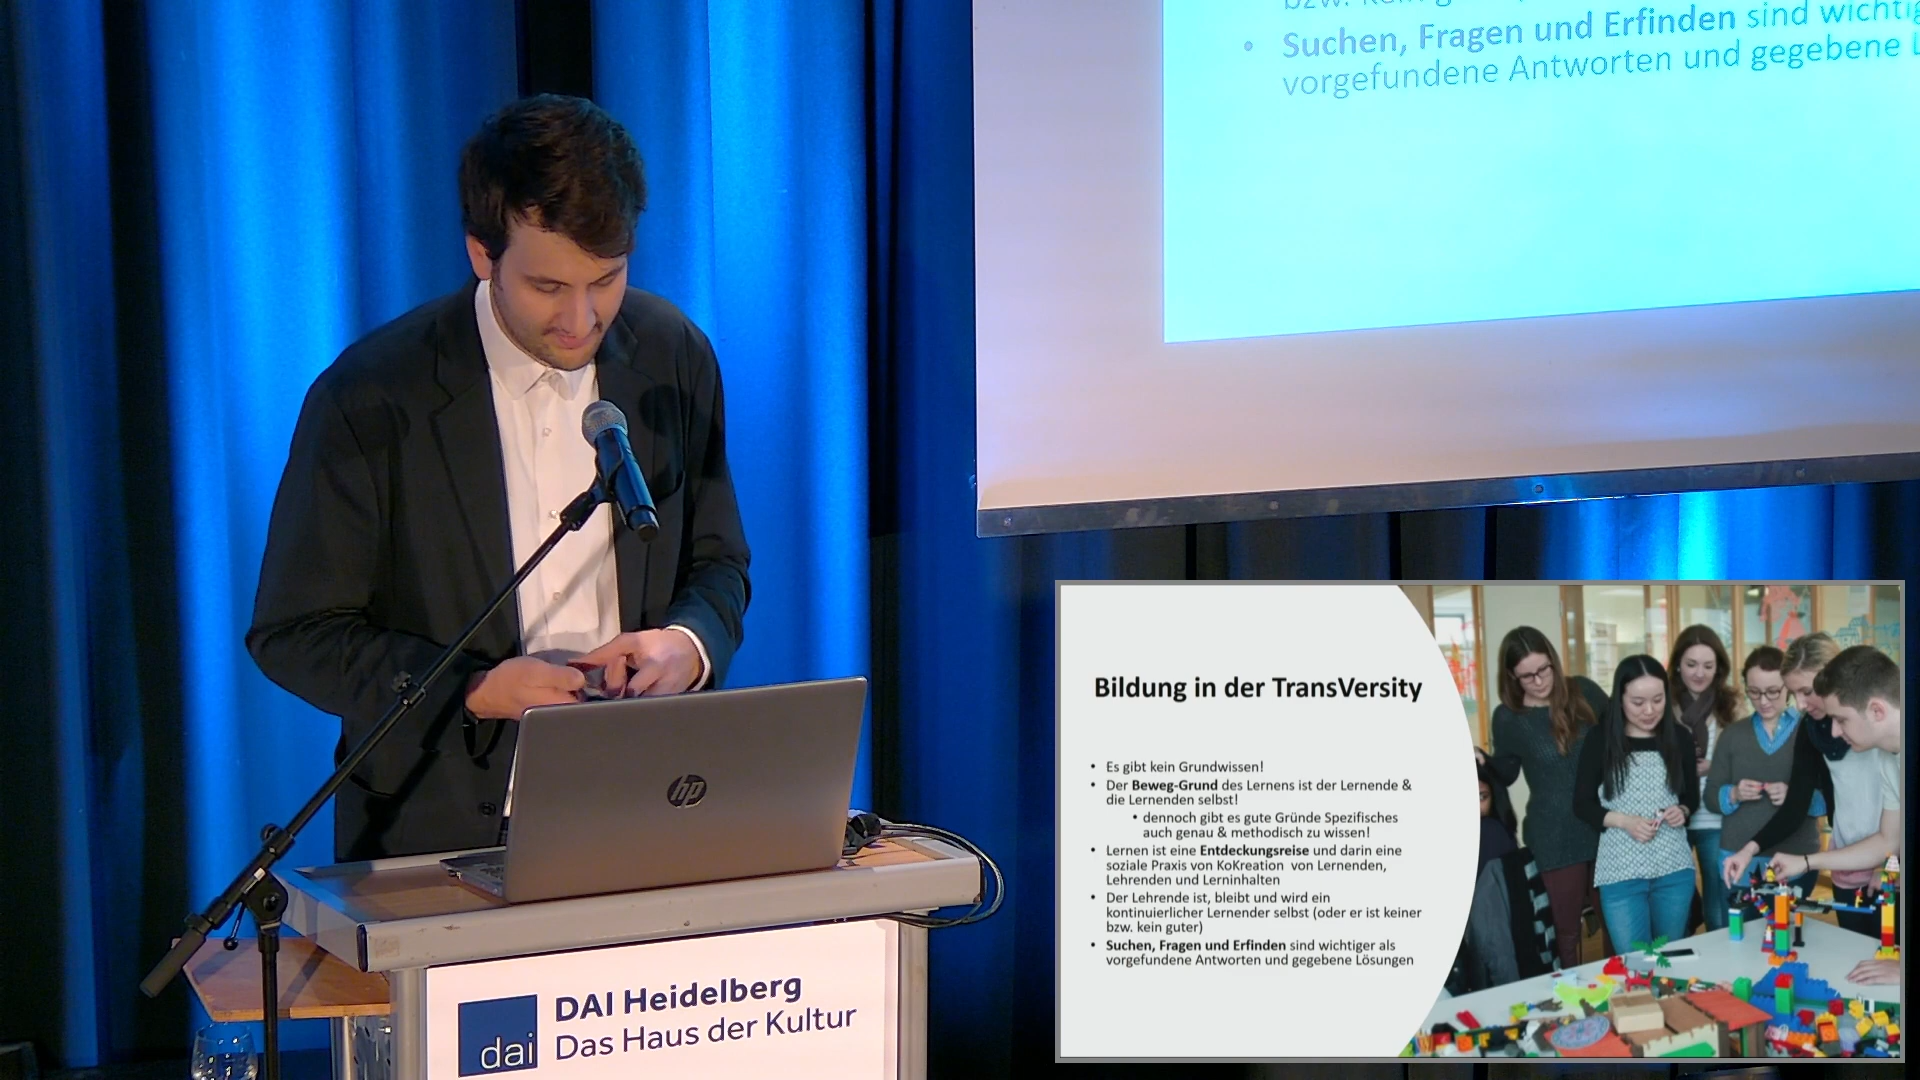 Suchen, Fragen und Erfinden sind
vorgefundene Antworten und gegebene
hp
DAI Heidelberg
Das Haus der Kultur
dai
Bildung in der TransVersity
• Es gibt kein Grundwissen!
• Der Beweg-Grund des Lernens ist der Lernende &
die Lernenden selbst!
• dennoch gibt es gute Gründe Spezifisches
auch genau & methodisch zu wissen!
• Lernen ist eine Entdeckungsreise und darin eine
soziale Praxis von KoKreation von Lernenden,
Lehrenden und Lerninhalten
• Der Lehrende ist, bleibt und wird ein
kontinuierlicher Lernender selbst (oder er ist keiner
bzw. kein guter)
• Suchen, Fragen und Erfinden sind wichtiger als
vorgefundene Antworten und gegebene Lösungen